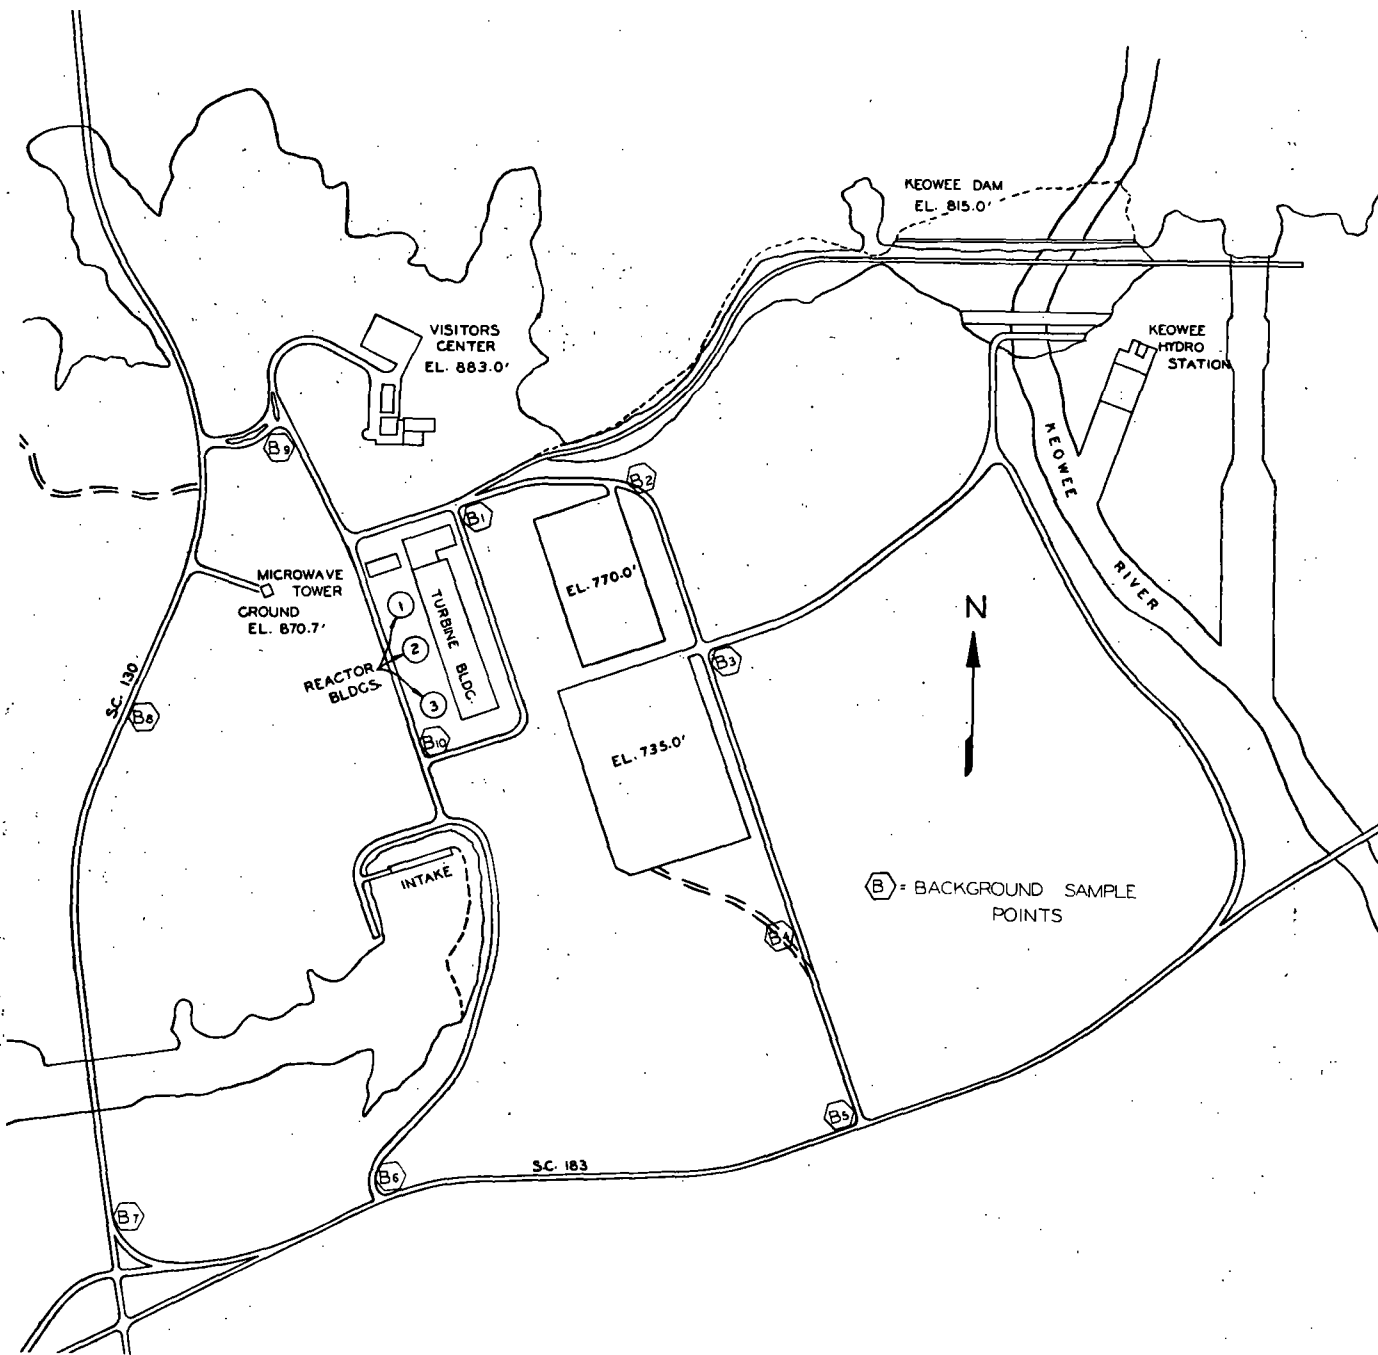 KEOWEE DAM
EL. 815.0'
VISITORS
CENTER
EL. 883.0'
KEOWEE
HYDRO
STATION
KEOWEE
RIVER
B9
B2
B1
MICROWAVE
TOWER
GROUND
EL. 870.7'
EL. 770.0'
1
2
3
TURBINE BLDG.
REACTOR
BLDGS.
N
B3
S.C. 130
B8
B10
EL. 735.0'
INTAKE
B = BACKGROUND SAMPLE
POINTS
B4
B5
S.C. 183
B6
B7